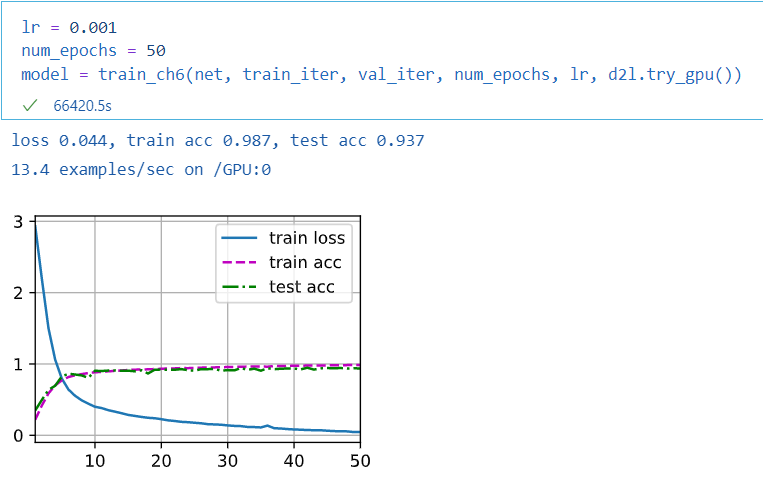 lr = 0.001
num_epochs = 50
model = train_ch6(net, train_iter, val_iter, num_epochs, lr, d2l.try_gpu())
✓ 66420.5s
loss 0.044, train acc 0.987, test acc 0.937
13.4 examples/sec on /GPU:0
3
train loss
train acc
2
test acc
1
0
10 20 30 40 50